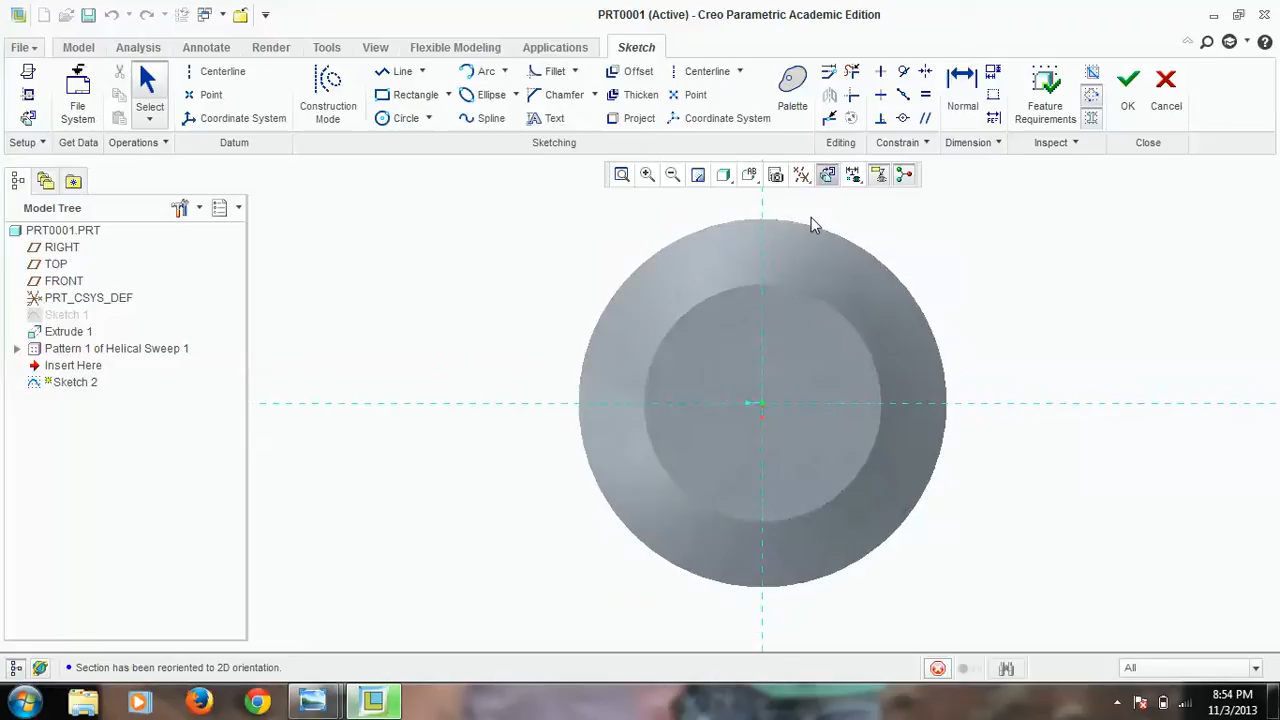 PRT0001 (Active) - Creo Parametric Academic Edition
File Model Analysis Annotate Render Tools View Flexible Modeling Applications Sketch
Centerline Line Arc Fillet Offset Centerline
Point Rectangle Ellipse Chamfer Thicken Point
Coordinate System Circle Spline Text Project Coordinate System
File System
Select
Construction Mode
Palette
Normal
Feature Requirements
OK
Cancel
Setup Get Data Operations Datum Sketching Editing Constrain Dimension Inspect Close
Model Tree
PRT0001.PRT
RIGHT
TOP
FRONT
PRT_CSYS_DEF
Sketch 1
Extrude 1
Pattern 1 of Helical Sweep 1
Insert Here
Sketch 2
• Section has been reoriented to 2D orientation.
All
8:54 PM
11/3/2013